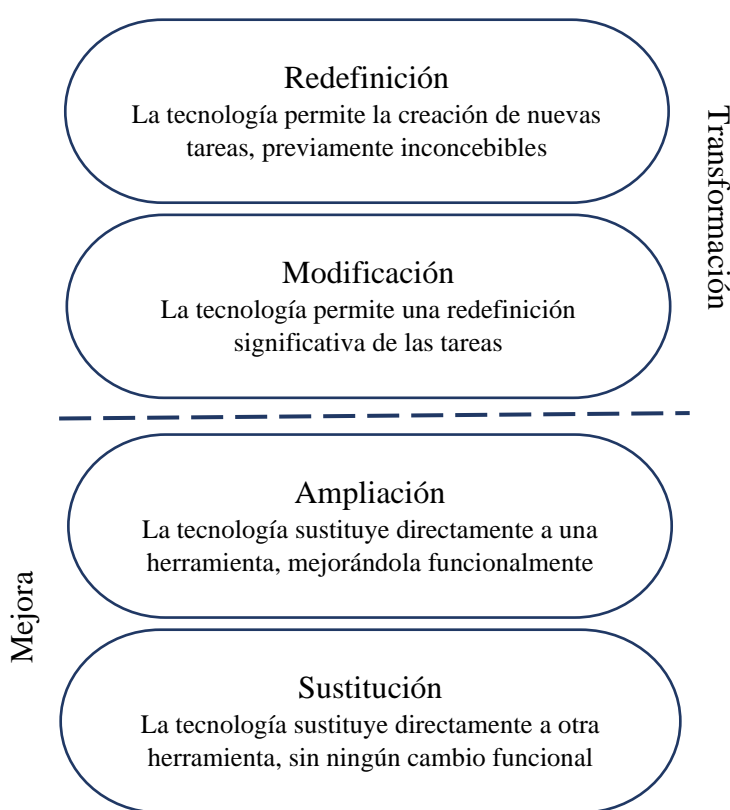 Redefinición
La tecnología permite la creación de nuevas
tareas, previamente inconcebibles
Transformación
Modificación
La tecnología permite una redefinición
significativa de las tareas
Ampliación
La tecnología sustituye directamente a una
herramienta, mejorándola funcionalmente
Mejora
Sustitución
La tecnología sustituye directamente a otra
herramienta, sin ningún cambio funcional